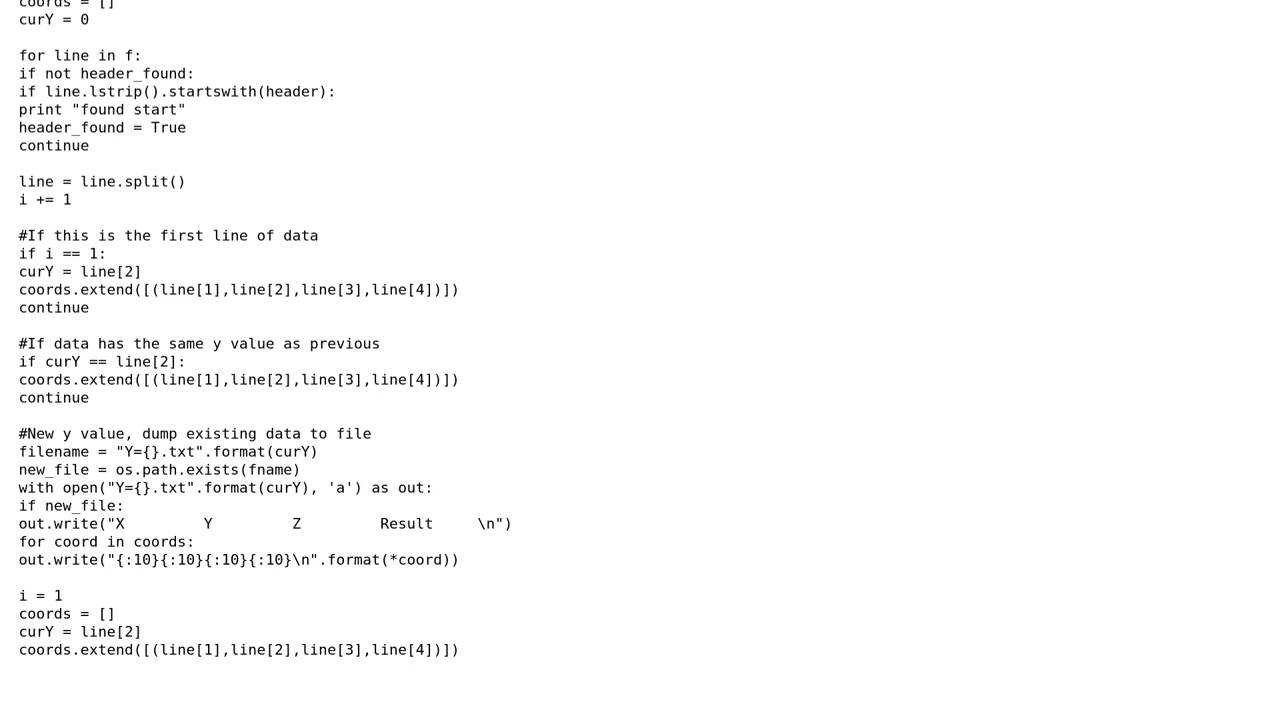 coords = []
curY = 0
for line in f:
if not header_found:
if line.lstrip().startswith(header):
print "found start"
header_found = True
continue
line = line.split()
i += 1
#If this is the first line of data
if i == 1:
curY = line[2]
coords.extend([(line[1],line[2],line[3],line[4])])
continue
#If data has the same y value as previous
if curY == line[2]:
coords.extend([(line[1],line[2],line[3],line[4])])
continue
#New y value, dump existing data to file
filename = "Y={}.txt".format(curY)
new_file = os.path.exists(fname)
with open("Y={}.txt".format(curY), 'a') as out:
if new_file:
out.write("X         Y         Z         Result     \n")
for coord in coords:
out.write("{:10}{:10}{:10}{:10}\n".format(*coord))
i = 1
coords = []
curY = line[2]
coords.extend([(line[1],line[2],line[3],line[4])])